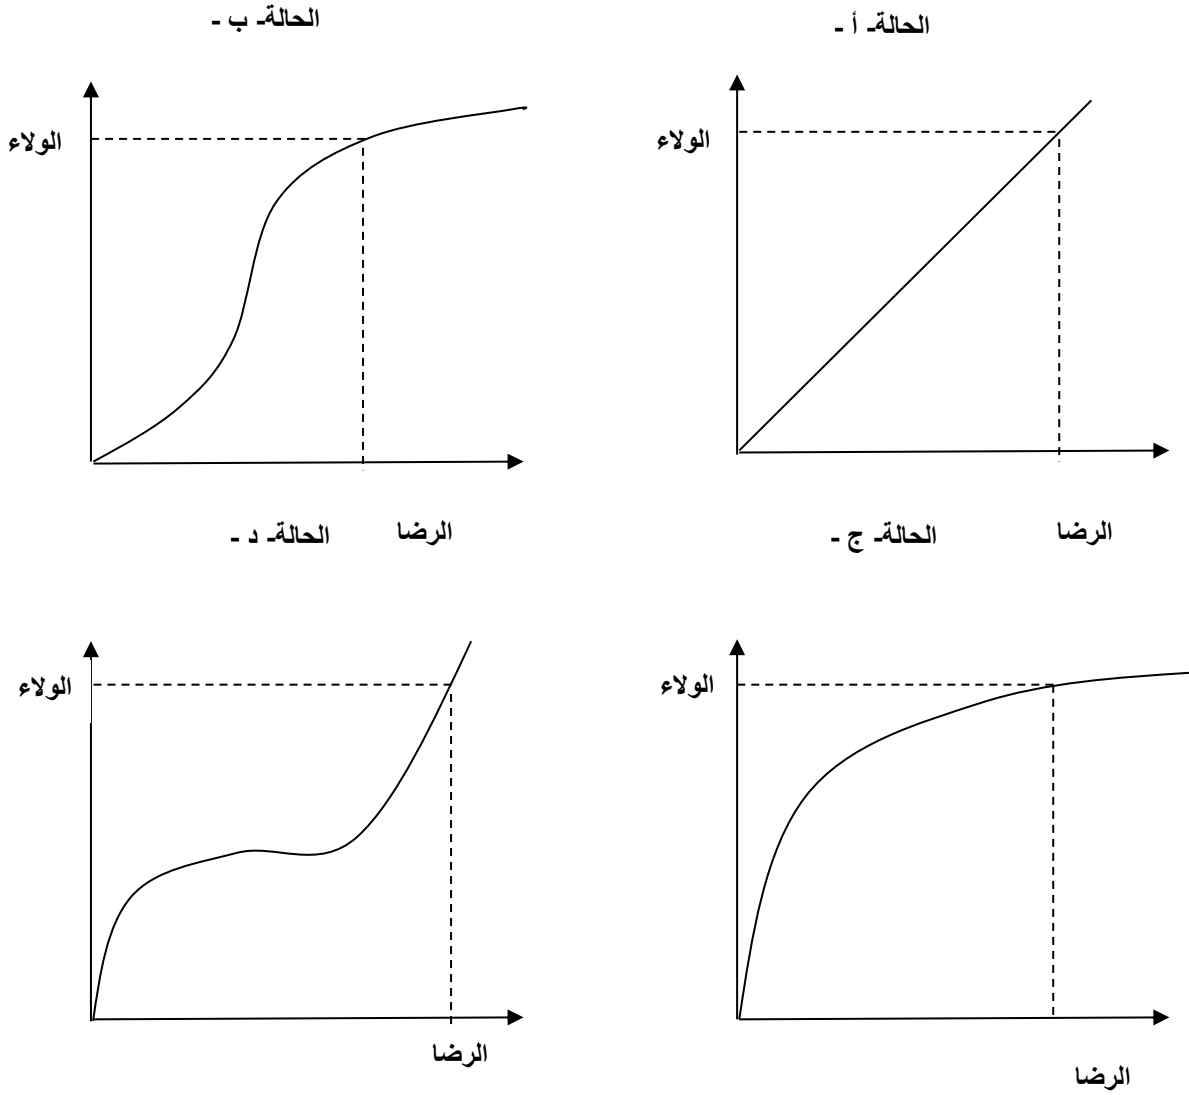 الحالة- أ -
الحالة- ب -
الولاء
الولاء
الرضا
الحالة- ج -
الرضا
الحالة- د -
الولاء
الولاء
الرضا
الرضا